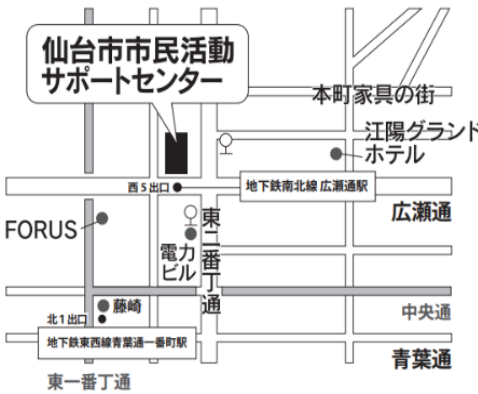 仙台市市民活動
サポートセンター
本町家具の街
江陽グランド
ホテル
西5出口
地下鉄南北線 広瀬通駅
広瀬通
FORUS
東二番丁通
電力
ビル
藤崎
中央通
北1出口
地下鉄東西線青葉通一番町駅
青葉通
東一番丁通